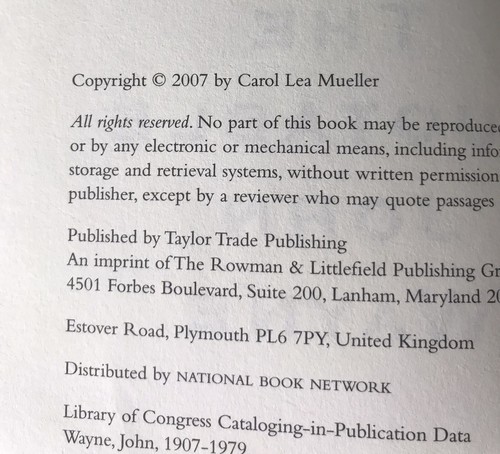 Copyright © 2007 by Carol Lea Mueller
All rights reserved. No part of this book may be reproduced
or by any electronic or mechanical means, including info
storage and retrieval systems, without written permission
publisher, except by a reviewer who may quote passages
Published by Taylor Trade Publishing
An imprint of The Rowman & Littlefield Publishing Gr
4501 Forbes Boulevard, Suite 200, Lanham, Maryland 20
Estover Road, Plymouth PL6 7PY, United Kingdom
Distributed by NATIONAL BOOK NETWORK
Library of Congress Cataloging-in-Publication Data
Wayne, John, 1907-1979